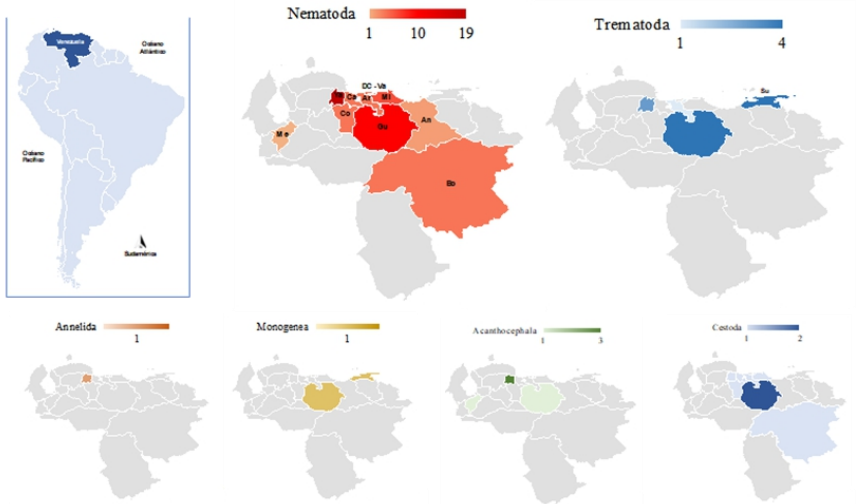 Venezuela
Océano
Atlántico
Océano
Pacífico
Sudamérica
Nematoda
1 10 19
DC - Va
Ca Ar Mi
Co
Gu
An
Me
Bo
Trematoda
1 4
Su
Annelida
1
Monogenea
1
Acanthocephala
1 3
Cestoda
1 2